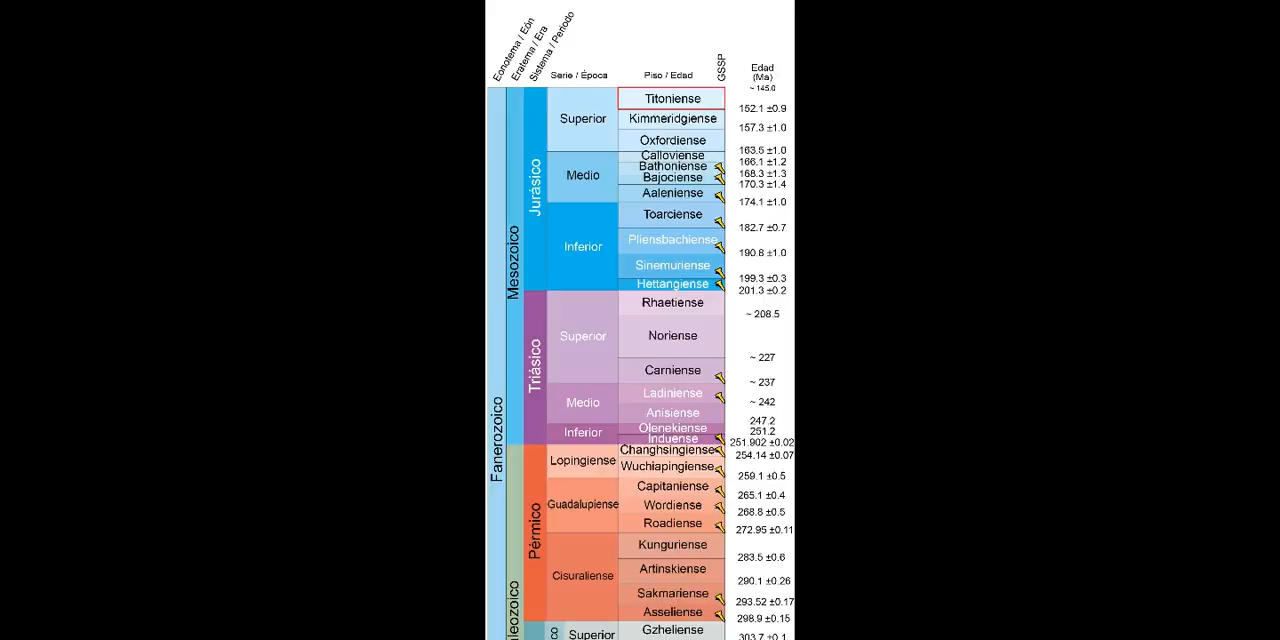 Eonotema / Eón
Eratema / Era
Sistema / Período
Serie / Época
Piso / Edad
GSSP
Edad
(Ma)
~ 145.0
Fanerozoico
Mesozoico
Jurásico
Superior
Titoniense
152.1 ±0.9
Kimmeridgiense
157.3 ±1.0
Oxfordiense
163.5 ±1.0
Medio
Calloviense
166.1 ±1.2
Bathoniense
168.3 ±1.3
Bajociense
170.3 ±1.4
Aaleniense
174.1 ±1.0
Inferior
Toarciense
182.7 ±0.7
Pliensbachiense
190.8 ±1.0
Sinemuriense
199.3 ±0.3
Hettangiense
201.3 ±0.2
Triásico
Superior
Rhaetiense
~ 208.5
Noriense
~ 227
Carniense
~ 237
Medio
Ladiniense
~ 242
Anisiense
247.2
Inferior
Olenekiense
251.2
Induense
251.902 ±0.02
leozoico
Pérmico
Lopingiense
Changhsingiense
254.14 ±0.07
Wuchiapingiense
259.1 ±0.5
Guadalupiense
Capitaniense
265.1 ±0.4
Wordiense
268.8 ±0.5
Roadiense
272.95 ±0.11
Cisuraliense
Kunguriense
283.5 ±0.6
Artinskiense
290.1 ±0.26
Sakmariense
293.52 ±0.17
Asseliense
298.9 ±0.15
co
Superior
Gzheliense
303.7 ±0.1